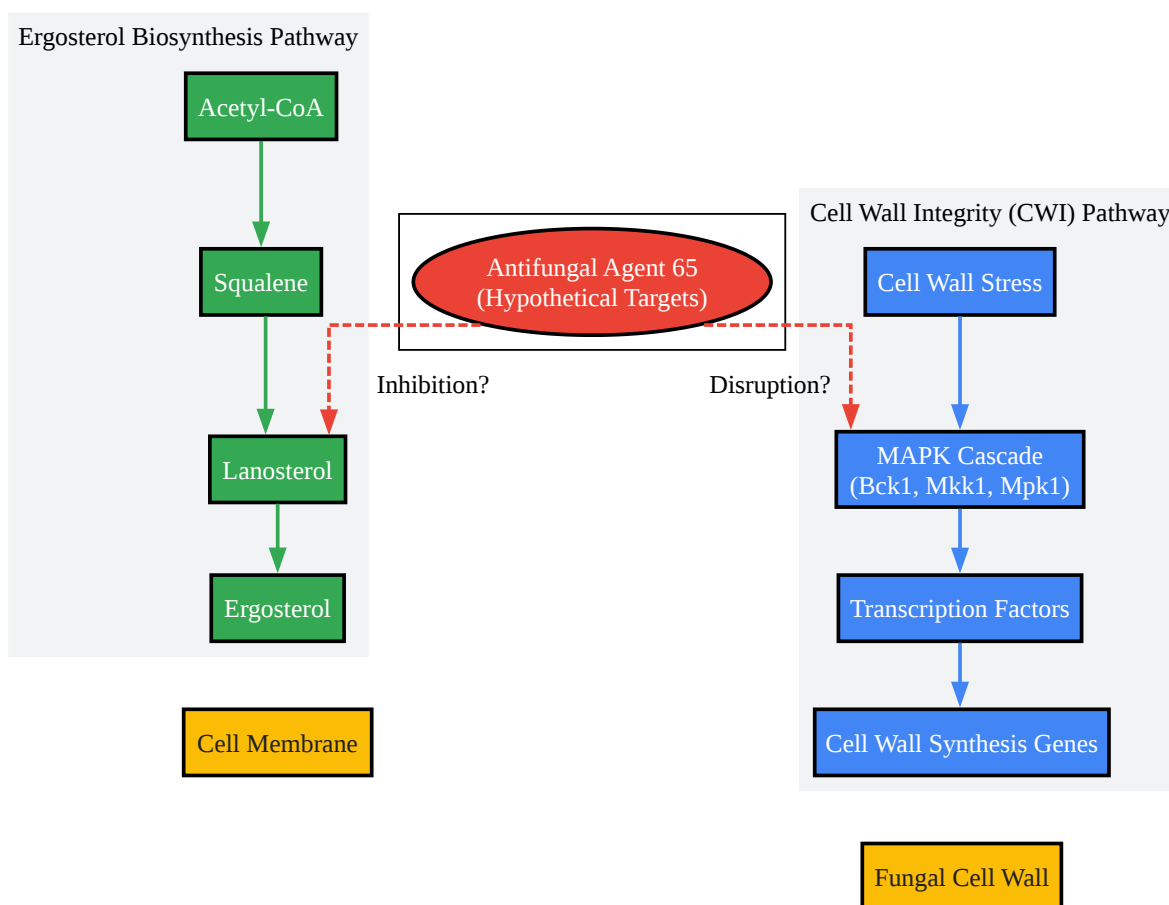 Ergosterol Biosynthesis Pathway
Acetyl-CoA
Squalene
Lanosterol
Ergosterol
Cell Membrane
Antifungal Agent 65
(Hypothetical Targets)
Inhibition?
Disruption?
Cell Wall Integrity (CWI) Pathway
Cell Wall Stress
MAPK Cascade
(Bck1, Mkk1, Mpk1)
Transcription Factors
Cell Wall Synthesis Genes
Fungal Cell Wall